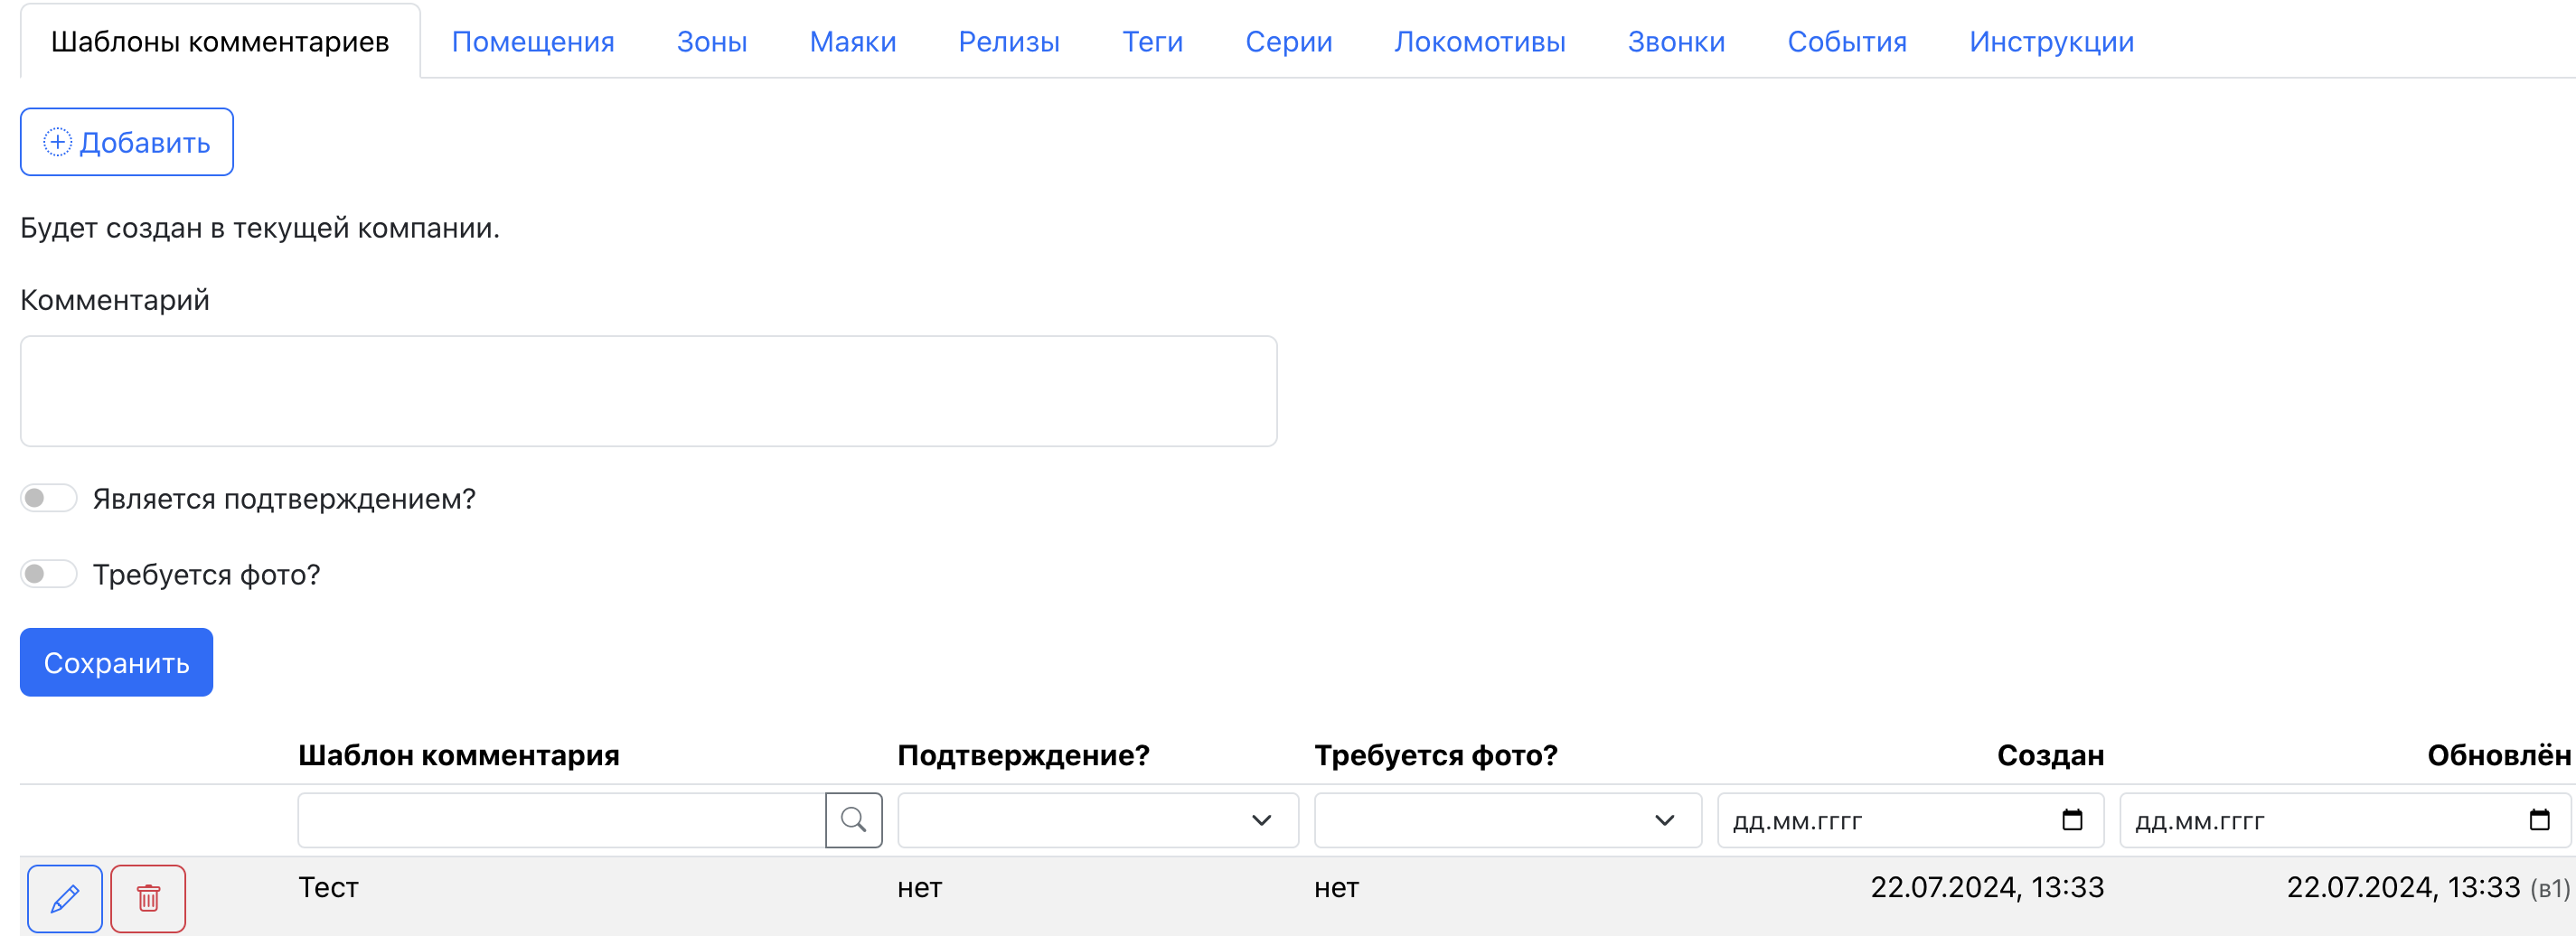 Шаблоны комментариев Помещения Зоны Маяки Релизы Теги Серии Локомотивы Звонки События Инструкции
Добавить
Будет создан в текущей компании.
Комментарий
Является подтверждением?
Требуется фото?
Сохранить
Шаблон комментария Подтверждение? Требуется фото? Создан Обновлён
дд.мм.гггг дд.мм.гггг
Тест нет нет 22.07.2024, 13:33 22.07.2024, 13:33 (в1)